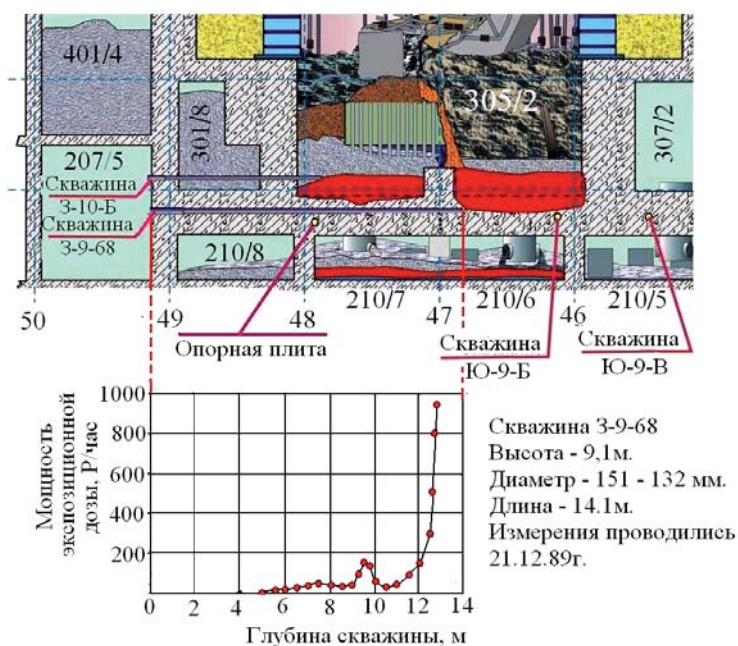 401/4
301/8
305/2
307/2
207/5
Скважина
З-10-Б
Скважина
З-9-68
210/8
210/7
210/6
210/5
50
49
48
47
46
Опорная плита
Скважина
Ю-9-Б
Скважина
Ю-9-В
Мощность
экспозиционной
дозы, Р/час
1000
800
600
400
200
0
2
4
6
8
10
12
14
Глубина скважины, м
Скважина З-9-68
Высота - 9,1м.
Диаметр - 151 - 132 мм.
Длина - 14.1м.
Измерения проводились
21.12.89г.